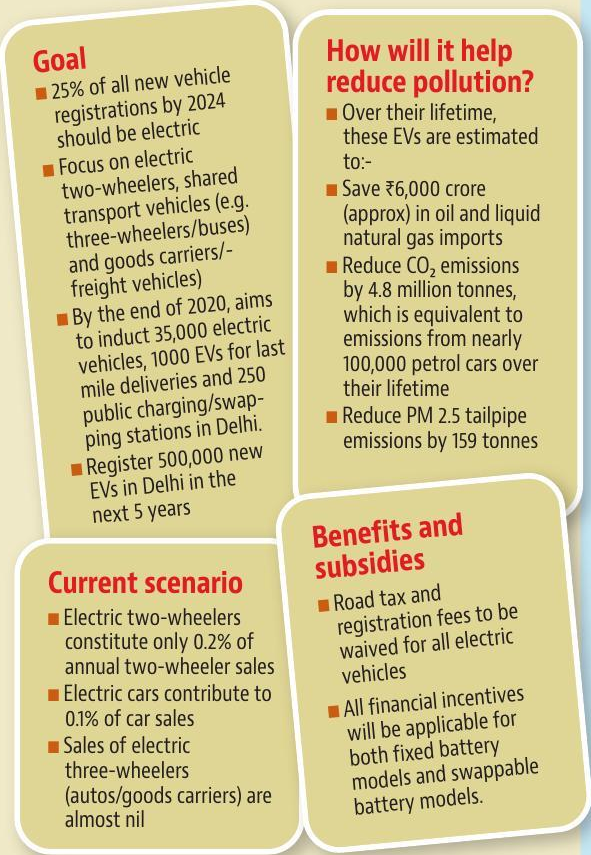 Goal
■ 25% of all new vehicle
registrations by 2024
should be electric
■ Focus on electric
two-wheelers, shared
transport vehicles (e.g.
three-wheelers/buses)
and goods carriers/-
freight vehicles)
■ By the end of 2020, aims
to induct 35,000 electric
vehicles, 1000 EVs for last
mile deliveries and 250
public charging/swap-
ping stations in Delhi.
■ Register 500,000 new
EVs in Delhi in the
next 5 years
How will it help
reduce pollution?
■ Over their lifetime,
these EVs are estimated
to:-
■ Save ₹6,000 crore
(approx) in oil and liquid
natural gas imports
■ Reduce CO₂ emissions
by 4.8 million tonnes,
which is equivalent to
emissions from nearly
100,000 petrol cars over
their lifetime
■ Reduce PM 2.5 tailpipe
emissions by 159 tonnes
Current scenario
■ Electric two-wheelers
constitute only 0.2% of
annual two-wheeler sales
■ Electric cars contribute to
0.1% of car sales
■ Sales of electric
three-wheelers
(autos/goods carriers) are
almost nil
Benefits and
subsidies
■ Road tax and
registration fees to be
waived for all electric
vehicles
■ All financial incentives
will be applicable for
both fixed battery
models and swappable
battery models.